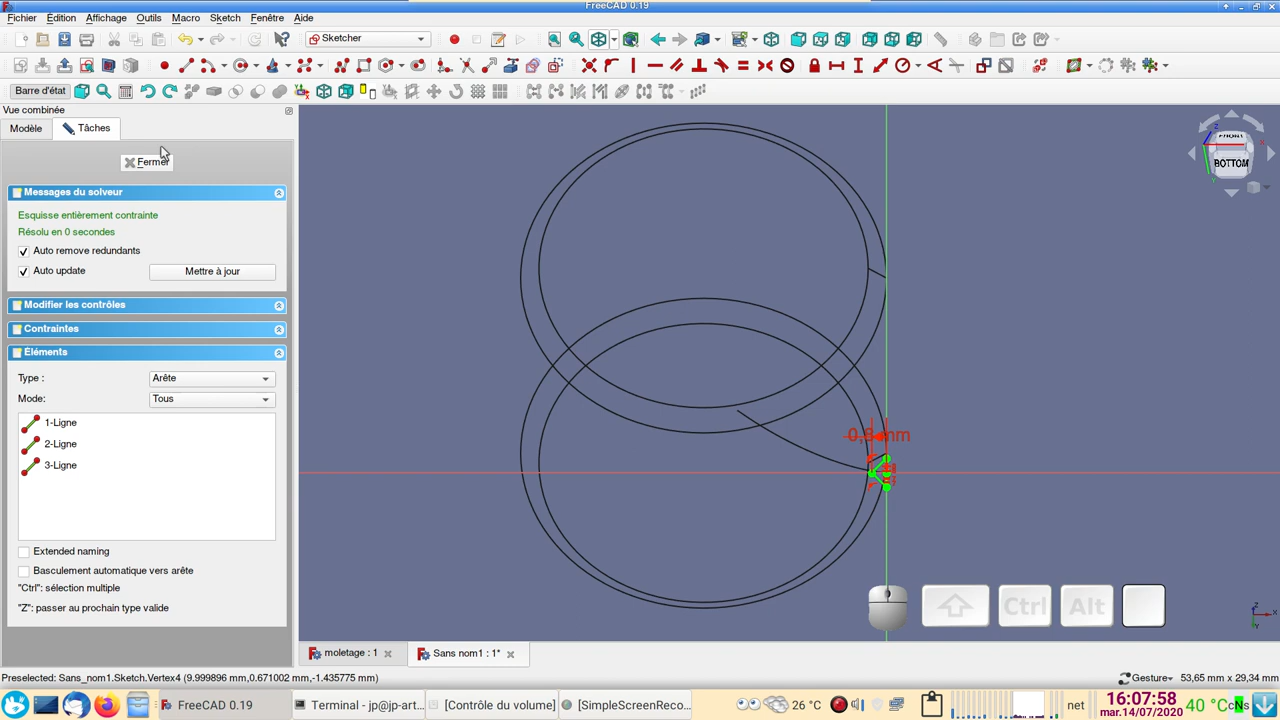 FreeCAD 0.19
Fichier Édition Affichage Outils Macro Sketch Fenêtre Aide
Sketcher
Barre d'état
Vue combinée
Modèle Tâches
Fermer
Messages du solveur
Esquisse entièrement contrainte
Résolu en 0 secondes
Auto remove redundants
Auto update Mettre à jour
Modifier les contrôles
Contraintes
Éléments
Type : Arête
Mode: Tous
1-Ligne
2-Ligne
3-Ligne
Extended naming
Basculement automatique vers arête
"Ctrl": sélection multiple
"Z": passer au prochain type valide
FRONT
BOTTOM
mm
Ctrl Alt
moletage : 1 Sans nom1 : 1*
Preselected: Sans_nom1.Sketch.Vertex4 (9.999896 mm,0.671002 mm,-1.435775 mm) Gesture 53,65 mm x 29,34 mm
FreeCAD 0.19 Terminal - jp@jp-art... [Contrôle du volume] [SimpleScreenReco... 26 °C net 16:07:58 40 °C
mar.14/07/2020